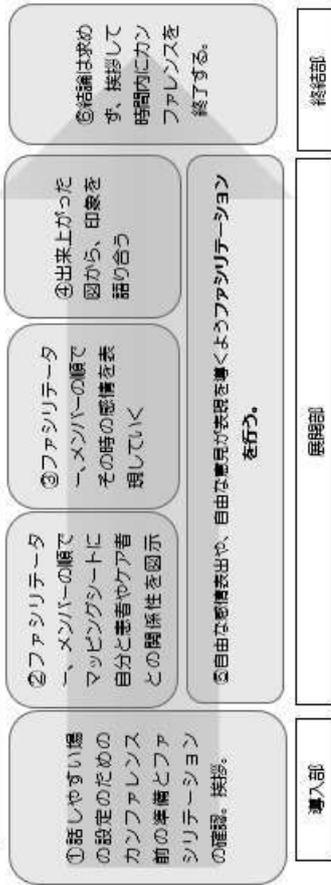 ①話しやすい場
の設定のための
カンファレンス
前の準備とファ
シリテーション
の確認。挨拶。
②ファシリテータ
ー、メンバーの順で
マッピングシートに
自分と患者やケア者
との関係性を図示
③ファシリテータ
ー、メンバーの順で
その時の感情を表
現していく
④出来上がった
図から、印象を
語り合う
⑤自由な感情表出や、自由な意見が表現を導くようファシリテーション
を行う。
⑥結論は求め
ず、挨拶して
時間内にカン
ファレンスを
終了する。
導入部
展開部
終結部